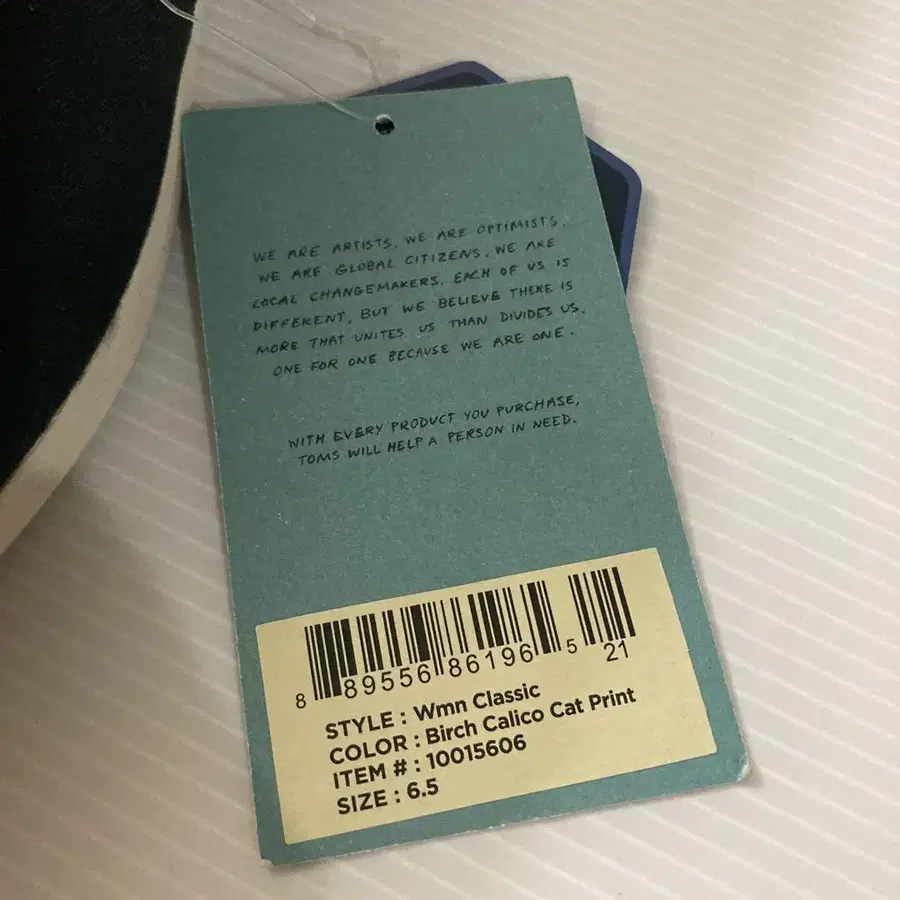 WE ARE ARTISTS. WE ARE OPTIMISTS.
WE ARE GLOBAL CITIZENS. WE ARE
LOCAL CHANGEMAKERS. EACH OF US IS
DIFFERENT, BUT WE BELIEVE THERE IS
MORE THAT UNITES US THAN DIVIDES US.
ONE FOR ONE BECAUSE WE ARE ONE.
WITH EVERY PRODUCT YOU PURCHASE,
TOMS WILL HELP A PERSON IN NEED.
8 89556 86196 5 21
STYLE : Wmn Classic
COLOR : Birch Calico Cat Print
ITEM # : 10015606
SIZE : 6.5